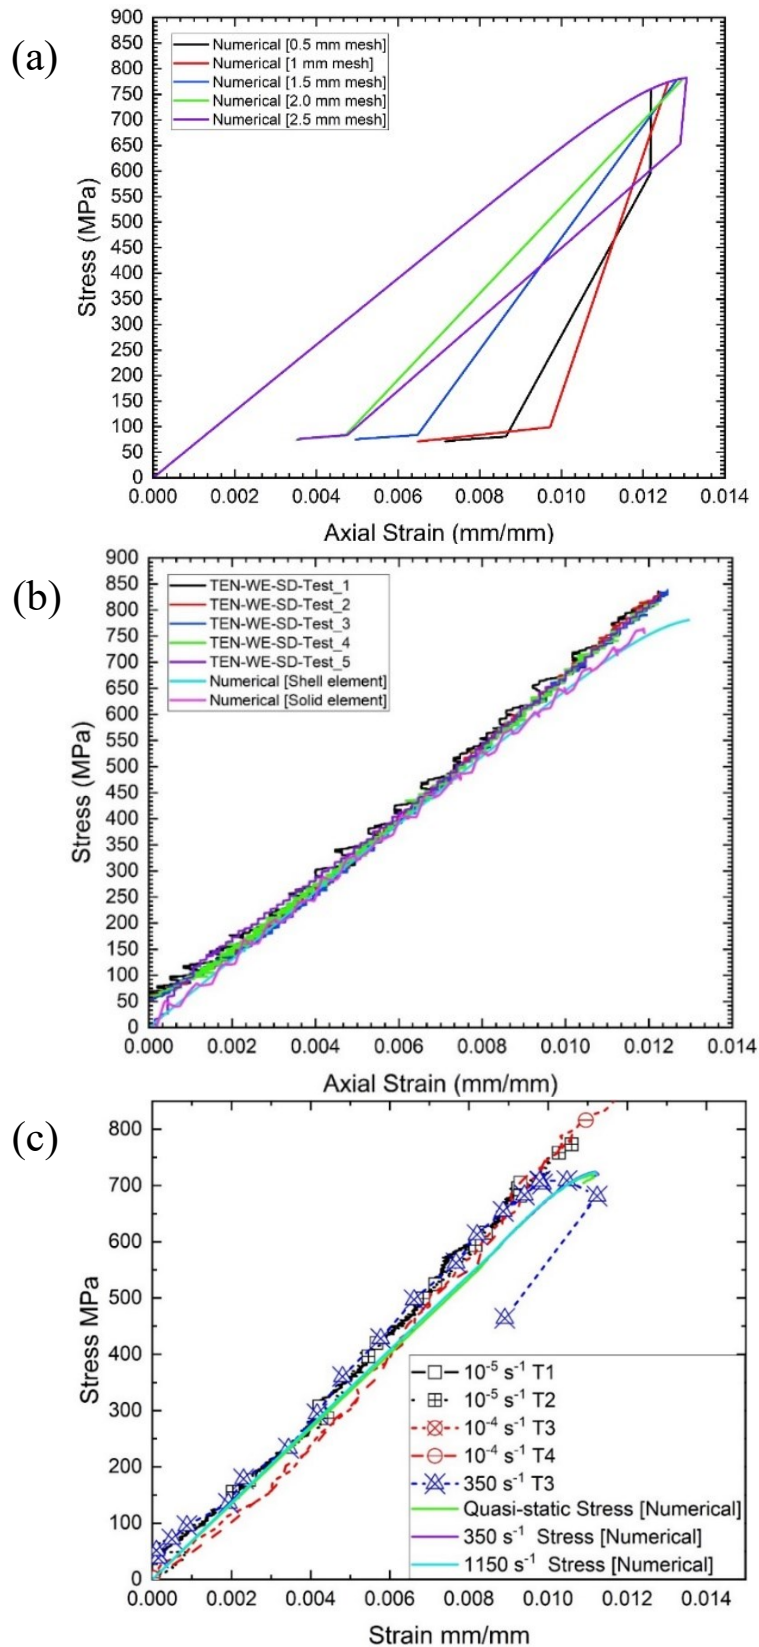 (a)
900
850
800
750
700
650
600
550
500
450
400
350
300
250
200
150
100
50
0
Stress (MPa)
Numerical [0.5 mm mesh]
Numerical [1 mm mesh]
Numerical [1.5 mm mesh]
Numerical [2.0 mm mesh]
Numerical [2.5 mm mesh]
0.000 0.002 0.004 0.006 0.008 0.010 0.012 0.014
Axial Strain (mm/mm)
(b)
900
850
800
750
700
650
600
550
500
450
400
350
300
250
200
150
100
50
0
Stress (MPa)
TEN-WE-SD-Test_1
TEN-WE-SD-Test_2
TEN-WE-SD-Test_3
TEN-WE-SD-Test_4
TEN-WE-SD-Test_5
Numerical [Shell element]
Numerical [Solid element]
0.000 0.002 0.004 0.006 0.008 0.010 0.012 0.014
Axial Strain (mm/mm)
(c)
800
700
600
500
400
300
200
100
0
Stress MPa
10⁻⁵ s⁻¹ T1
10⁻⁵ s⁻¹ T2
10⁻⁴ s⁻¹ T3
10⁻⁴ s⁻¹ T4
350 s⁻¹ T3
Quasi-static Stress [Numerical]
350 s⁻¹ Stress [Numerical]
1150 s⁻¹ Stress [Numerical]
0.000 0.002 0.004 0.006 0.008 0.010 0.012 0.014
Strain mm/mm